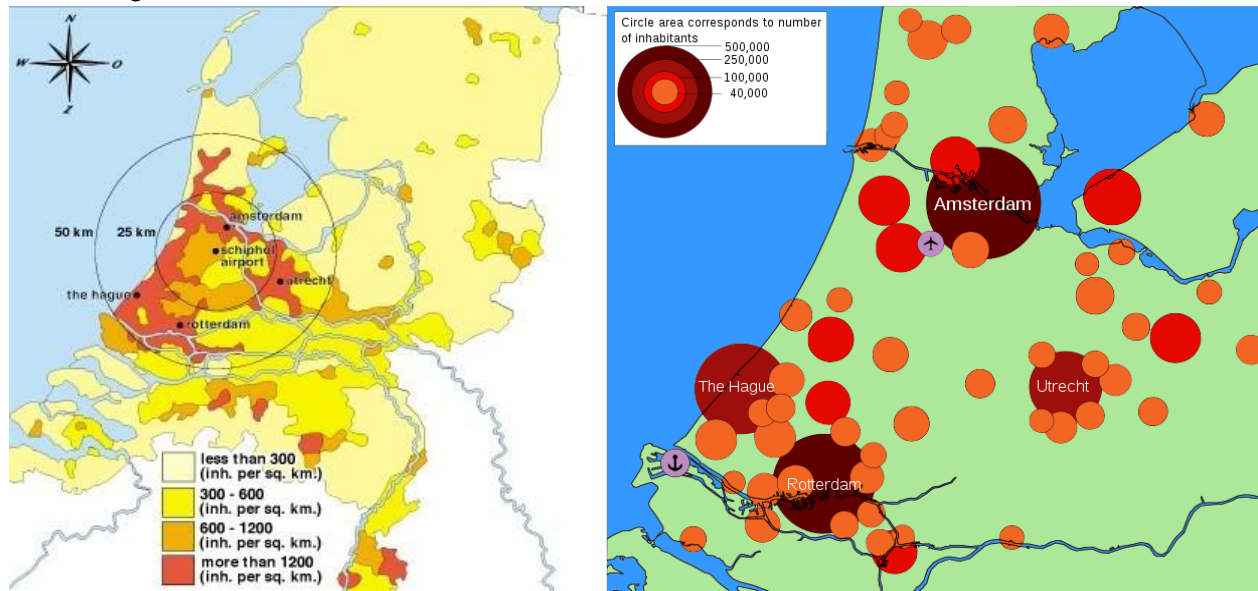 N
W
O
Z
50 km
25 km
amsterdam
schiphol
airport
the hague
utrecht
rotterdam
less than 300
(inh. per sq. km.)
300 - 600
(inh. per sq. km.)
600 - 1200
(inh. per sq. km.)
more than 1200
(inh. per sq. km.)
Circle area corresponds to number
of inhabitants
500,000
250,000
100,000
40,000
Amsterdam
The Hague
Utrecht
Rotterdam